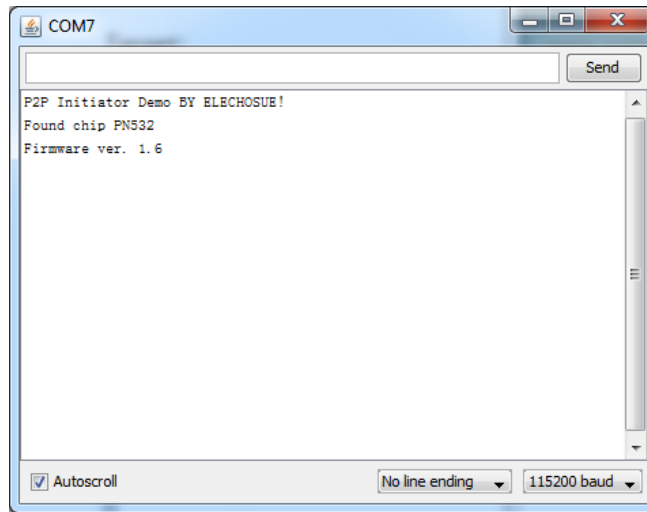 COM7
Send
P2P Initiator Demo BY ELECHOSUE!
Found chip PN532
Firmware ver. 1.6
Autoscroll
No line ending
115200 baud